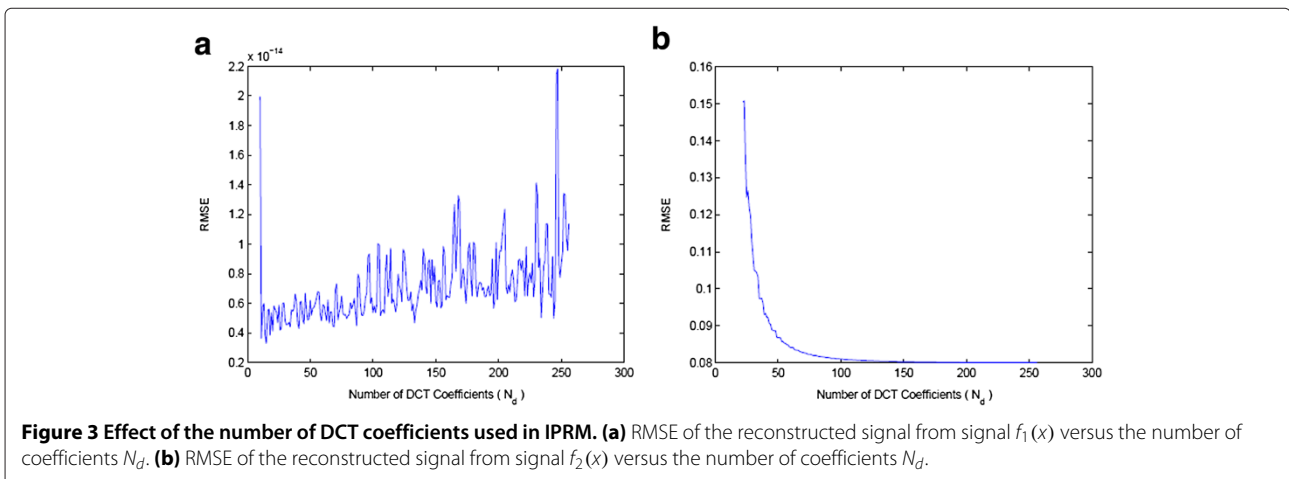 a
x 10⁻¹⁴
2.2
2
1.8
1.6
1.4
1.2
1
0.8
0.6
0.4
0.2
RMSE
0 50 100 150 200 250 300
Number of DCT Coefficients ( N_d )
b
0.16
0.15
0.14
0.13
0.12
0.11
0.1
0.09
0.08
RMSE
0 50 100 150 200 250 300
Number of DCT Coefficients ( N_d )
Figure 3 Effect of the number of DCT coefficients used in IPRM. (a) RMSE of the reconstructed signal from signal f₁(x) versus the number of
coefficients N_d. (b) RMSE of the reconstructed signal from signal f₂(x) versus the number of coefficients N_d.